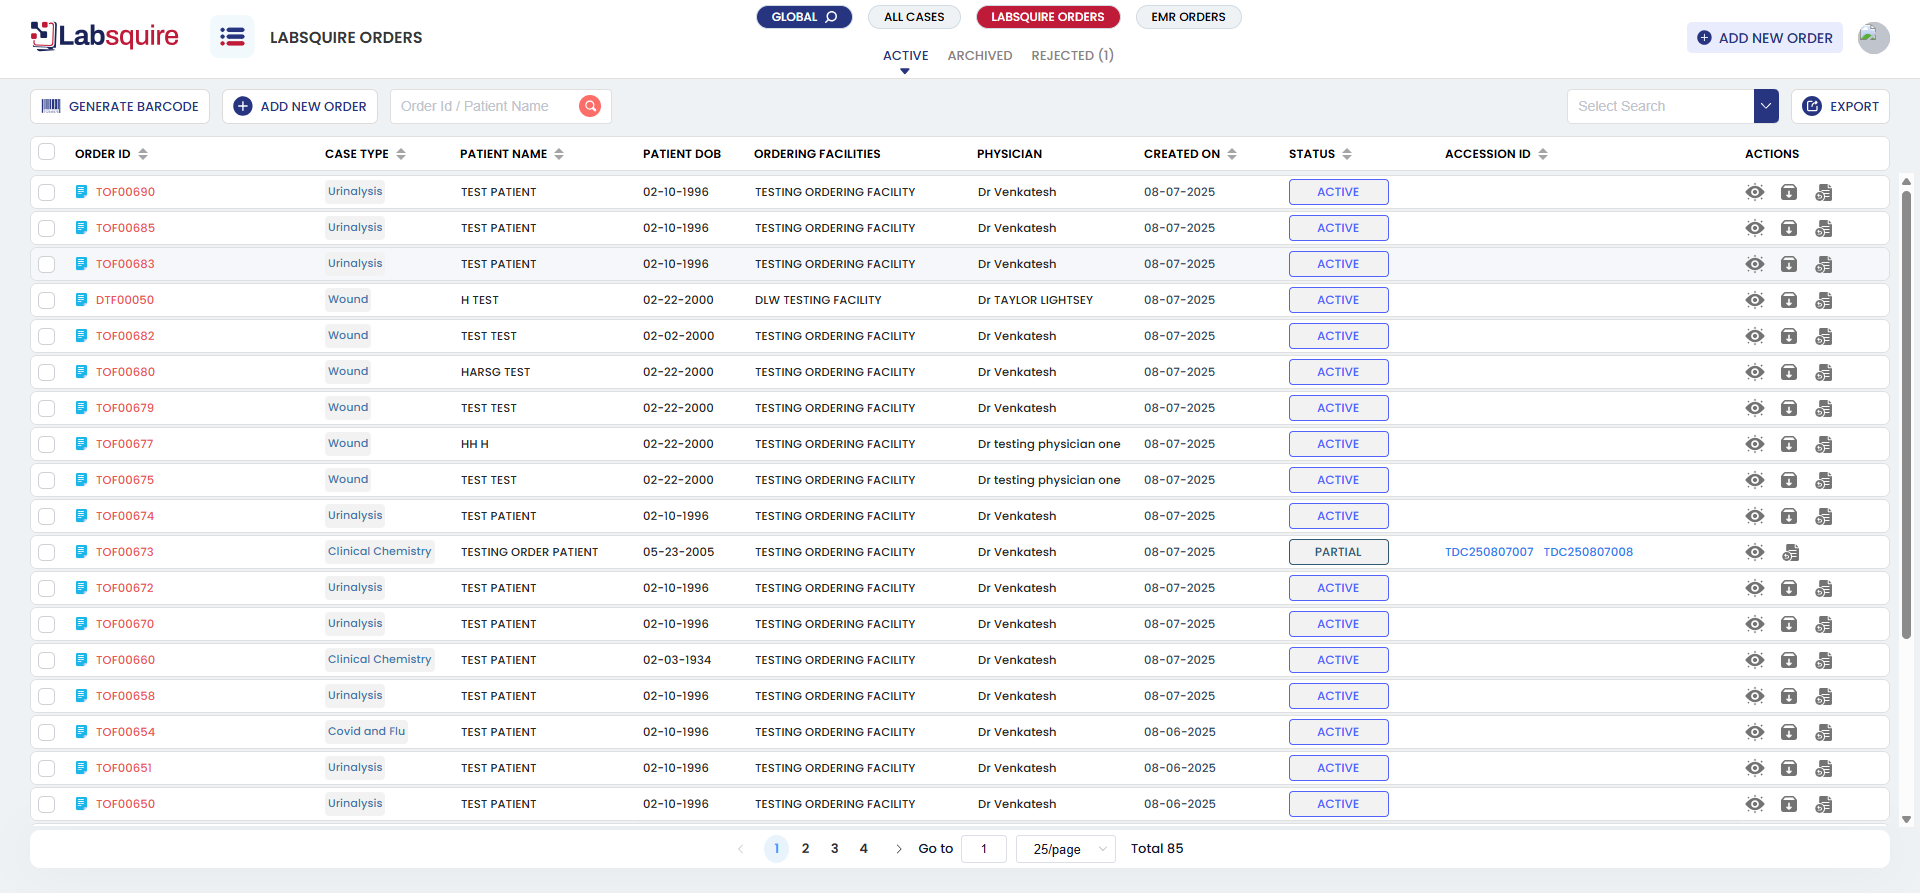 Labsquire
LABSQUIRE ORDERS
GLOBAL ALL CASES LABSQUIRE ORDERS EMR ORDERS
ACTIVE ARCHIVED REJECTED (1)
ADD NEW ORDER
GENERATE BARCODE ADD NEW ORDER Order Id / Patient Name Select Search EXPORT
ORDER ID CASE TYPE PATIENT NAME PATIENT DOB ORDERING FACILITIES PHYSICIAN CREATED ON STATUS ACCESSION ID ACTIONS
TOF00690 Urinalysis TEST PATIENT 02-10-1996 TESTING ORDERING FACILITY Dr Venkatesh 08-07-2025 ACTIVE
TOF00685 Urinalysis TEST PATIENT 02-10-1996 TESTING ORDERING FACILITY Dr Venkatesh 08-07-2025 ACTIVE
TOF00683 Urinalysis TEST PATIENT 02-10-1996 TESTING ORDERING FACILITY Dr Venkatesh 08-07-2025 ACTIVE
DTF00050 Wound H TEST 02-22-2000 DLW TESTING FACILITY Dr TAYLOR LIGHTSEY 08-07-2025 ACTIVE
TOF00682 Wound TEST TEST 02-02-2000 TESTING ORDERING FACILITY Dr Venkatesh 08-07-2025 ACTIVE
TOF00680 Wound HARSG TEST 02-22-2000 TESTING ORDERING FACILITY Dr Venkatesh 08-07-2025 ACTIVE
TOF00679 Wound TEST TEST 02-22-2000 TESTING ORDERING FACILITY Dr Venkatesh 08-07-2025 ACTIVE
TOF00677 Wound HH H 02-22-2000 TESTING ORDERING FACILITY Dr testing physician one 08-07-2025 ACTIVE
TOF00675 Wound TEST TEST 02-22-2000 TESTING ORDERING FACILITY Dr testing physician one 08-07-2025 ACTIVE
TOF00674 Urinalysis TEST PATIENT 02-10-1996 TESTING ORDERING FACILITY Dr Venkatesh 08-07-2025 ACTIVE
TOF00673 Clinical Chemistry TESTING ORDER PATIENT 05-23-2005 TESTING ORDERING FACILITY Dr Venkatesh 08-07-2025 PARTIAL TDC250807007 TDC250807008
TOF00672 Urinalysis TEST PATIENT 02-10-1996 TESTING ORDERING FACILITY Dr Venkatesh 08-07-2025 ACTIVE
TOF00670 Urinalysis TEST PATIENT 02-10-1996 TESTING ORDERING FACILITY Dr Venkatesh 08-07-2025 ACTIVE
TOF00660 Clinical Chemistry TEST PATIENT 02-03-1934 TESTING ORDERING FACILITY Dr Venkatesh 08-07-2025 ACTIVE
TOF00658 Urinalysis TEST PATIENT 02-10-1996 TESTING ORDERING FACILITY Dr Venkatesh 08-07-2025 ACTIVE
TOF00654 Covid and Flu TEST PATIENT 02-10-1996 TESTING ORDERING FACILITY Dr Venkatesh 08-06-2025 ACTIVE
TOF00651 Urinalysis TEST PATIENT 02-10-1996 TESTING ORDERING FACILITY Dr Venkatesh 08-06-2025 ACTIVE
TOF00650 Urinalysis TEST PATIENT 02-10-1996 TESTING ORDERING FACILITY Dr Venkatesh 08-06-2025 ACTIVE
1 2 3 4 Go to 1 25/page Total 85